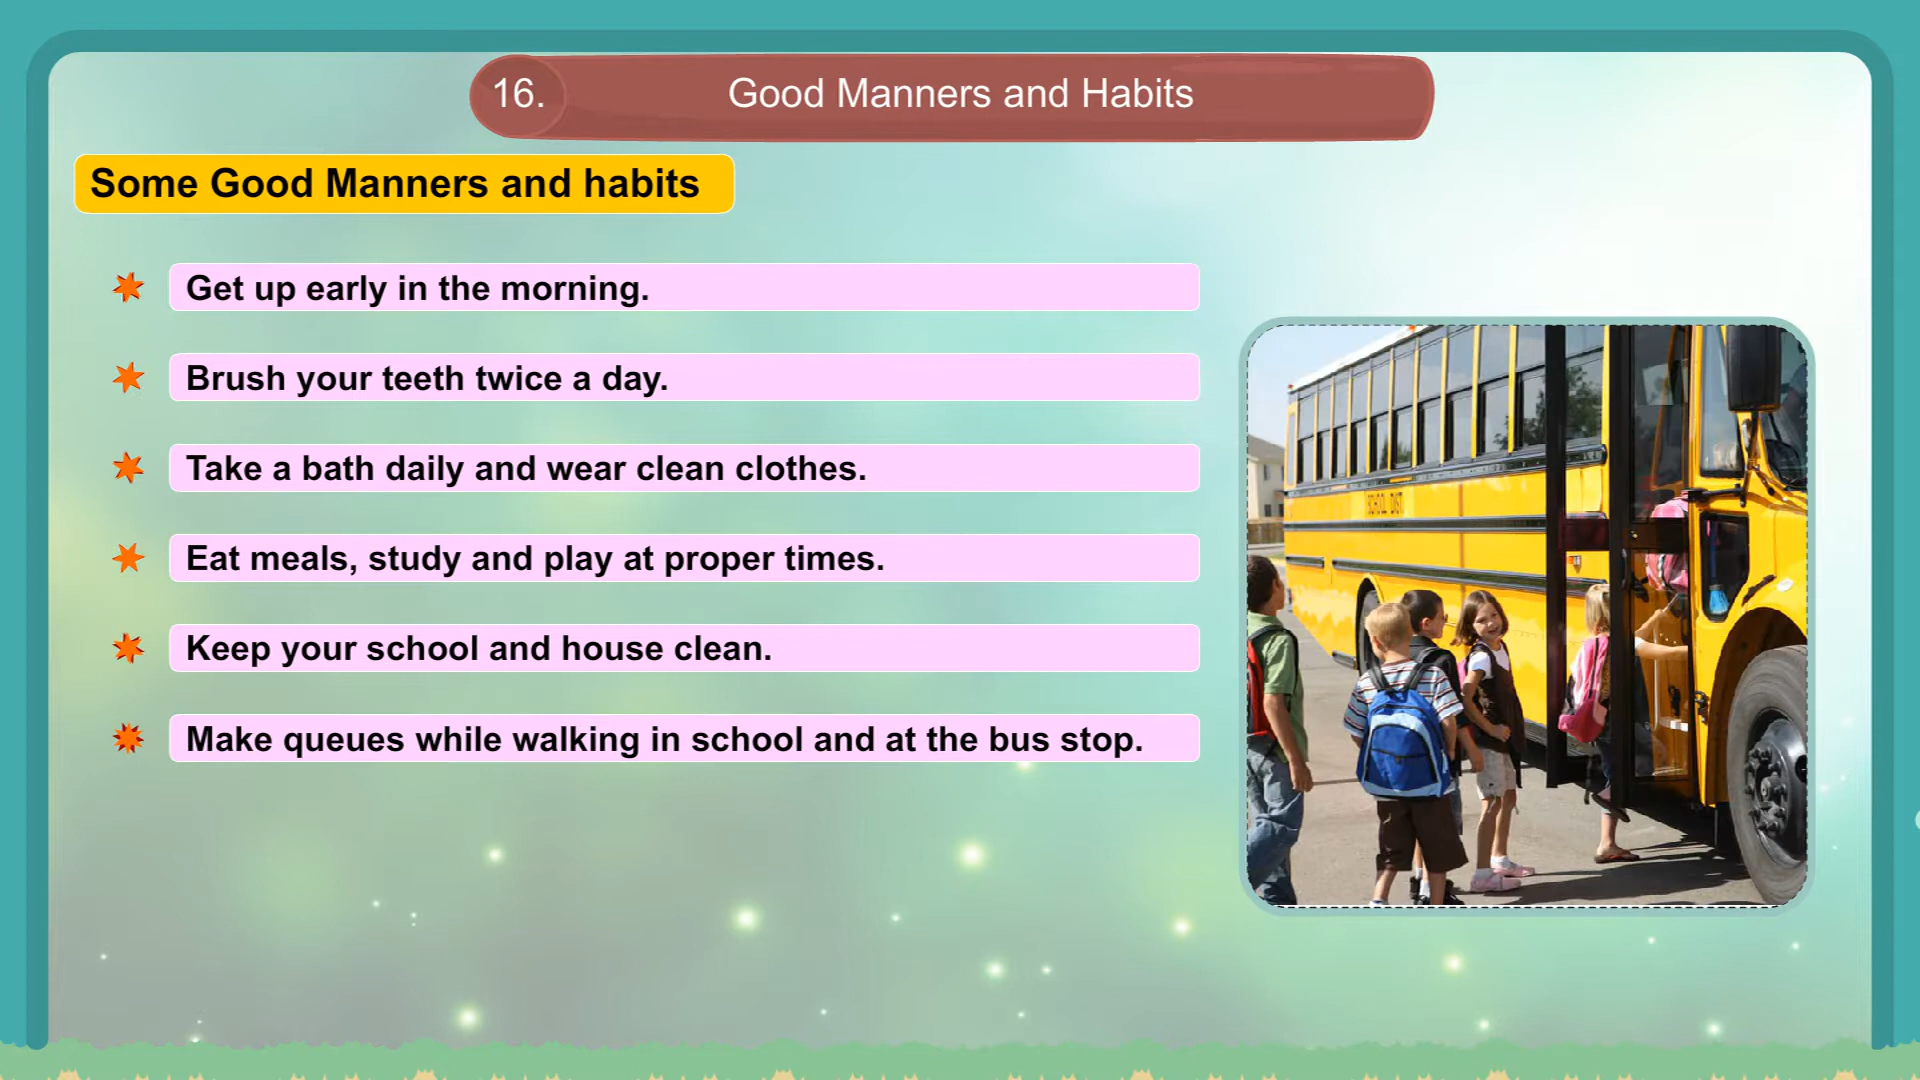 16. Good Manners and Habits
Some Good Manners and habits
Get up early in the morning.
Brush your teeth twice a day.
Take a bath daily and wear clean clothes.
Eat meals, study and play at proper times.
Keep your school and house clean.
Make queues while walking in school and at the bus stop.
SCHOOL DIST